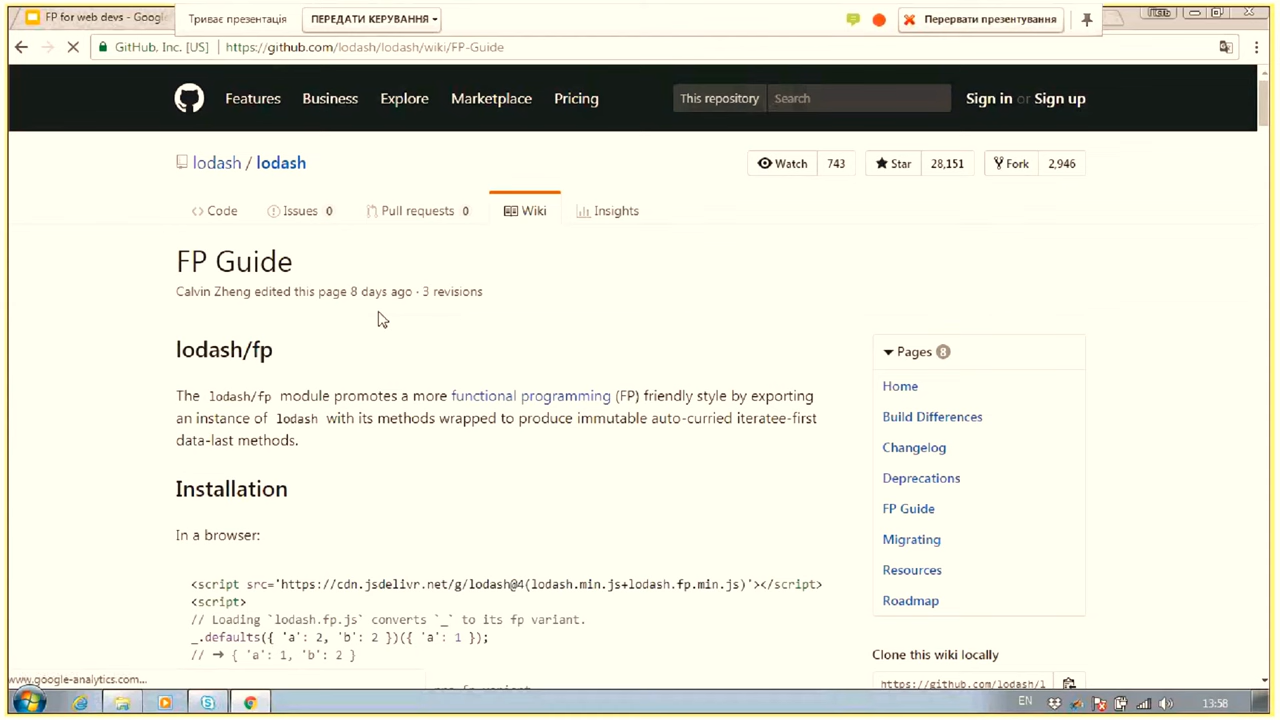 FP for web devs - Google
Триває презентація
ПЕРЕДАТИ КЕРУВАННЯ
Перервати презентування
GitHub, Inc. [US]
https://github.com/lodash/lodash/wiki/FP-Guide
Features Business Explore Marketplace Pricing
This repository Search
Sign in or Sign up
lodash / lodash
Watch 743 Star 28,151 Fork 2,946
Code Issues 0 Pull requests 0 Wiki Insights
FP Guide
Calvin Zheng edited this page 8 days ago · 3 revisions
lodash/fp
The lodash/fp module promotes a more functional programming (FP) friendly style by exporting
an instance of lodash with its methods wrapped to produce immutable auto-curried iteratee-first
data-last methods.
Installation
In a browser:
<script src='https://cdn.jsdelivr.net/g/lodash@4(lodash.min.js+lodash.fp.min.js)'></script>
<script>
// Loading `lodash.fp.js` converts `_` to its fp variant.
_.defaults({ 'a': 2, 'b': 2 })({ 'a': 1 });
// → { 'a': 1, 'b': 2 }
Pages 8
Home
Build Differences
Changelog
Deprecations
FP Guide
Migrating
Resources
Roadmap
Clone this wiki locally
https://github.com/lodash/l
www.google-analytics.com...
EN
13:58